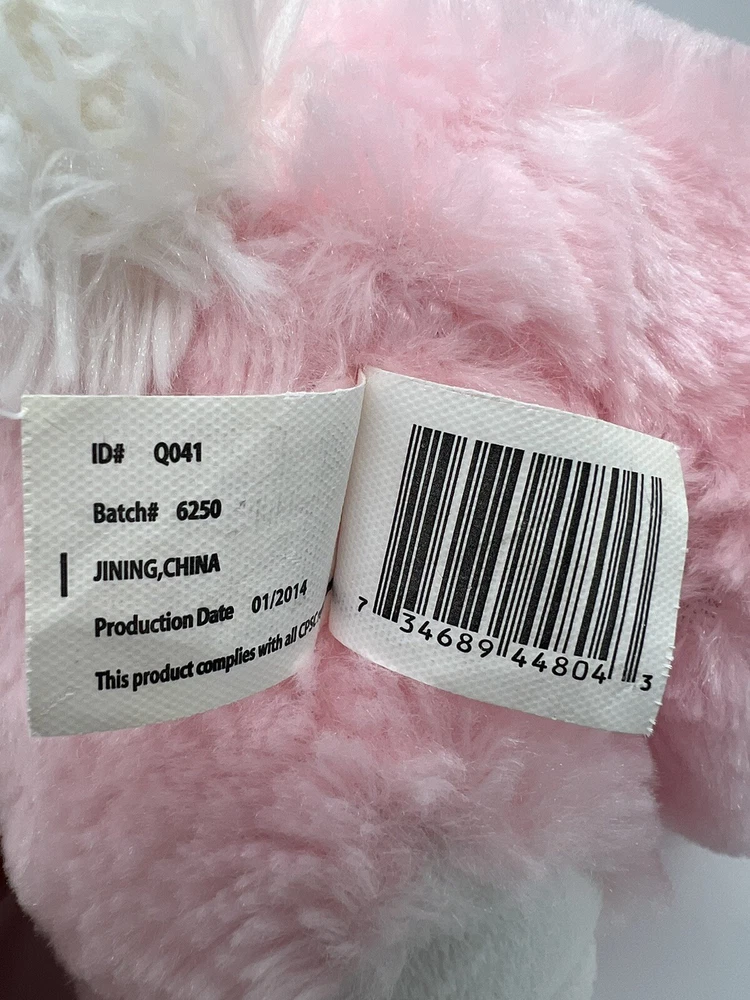 ID# Q041
Batch# 6250
JINING,CHINA
Production Date 01/2014
This product complies with all CPSC
7 34689 44804 3